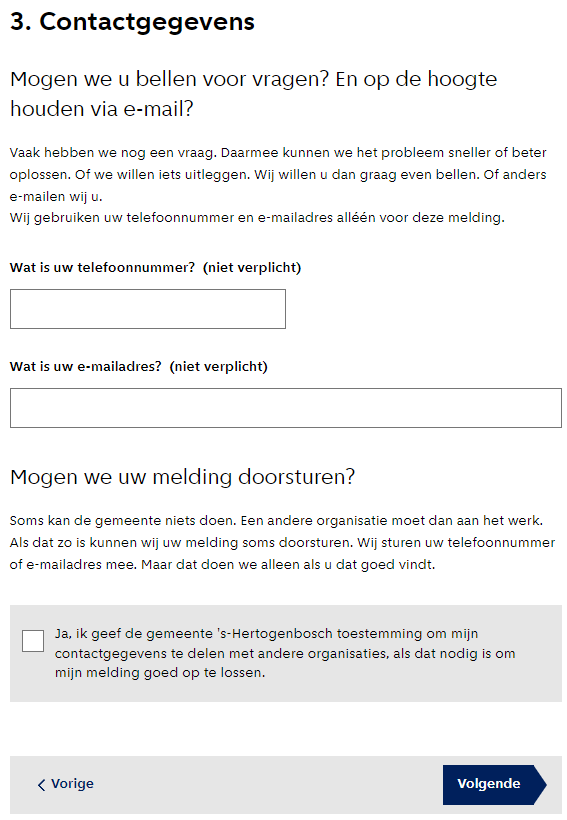 3. Contactgegevens
Mogen we u bellen voor vragen? En op de hoogte
houden via e-mail?
Vaak hebben we nog een vraag. Daarmee kunnen we het probleem sneller of beter
oplossen. Of we willen iets uitleggen. Wij willen u dan graag even bellen. Of anders
e-mailen wij u.
Wij gebruiken uw telefoonnummer en e-mailadres alléén voor deze melding.
Wat is uw telefoonnummer? (niet verplicht)
Wat is uw e-mailadres? (niet verplicht)
Mogen we uw melding doorsturen?
Soms kan de gemeente niets doen. Een andere organisatie moet dan aan het werk.
Als dat zo is kunnen wij uw melding soms doorsturen. Wij sturen uw telefoonnummer
of e-mailadres mee. Maar dat doen we alleen als u dat goed vindt.
Ja, ik geef de gemeente 's-Hertogenbosch toestemming om mijn
contactgegevens te delen met andere organisaties, als dat nodig is om
mijn melding goed op te lossen.
Vorige
Volgende